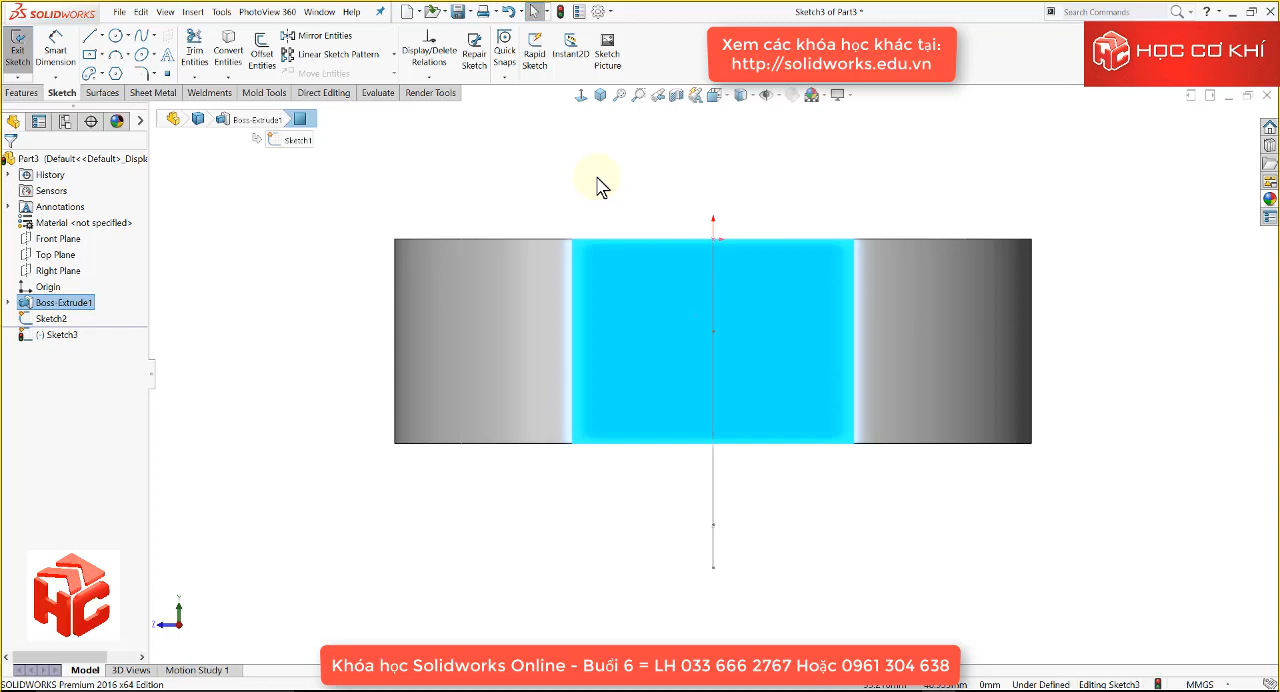 SOLIDWORKS
File Edit View Insert Tools PhotoView 360 Window Help
Sketch3 of Part3 *
Search Commands
Exit Sketch
Smart Dimension
Trim Entities
Convert Entities
Offset Entities
Mirror Entities
Linear Sketch Pattern
Move Entities
Display/Delete Relations
Repair Sketch
Quick Snaps
Rapid Sketch
Instant2D
Sketch Picture
Xem các khóa học khác tại:
http://solidworks.edu.vn
HỌC CƠ KHÍ
Features Sketch Surfaces Sheet Metal Weldments Mold Tools Direct Editing Evaluate Render Tools
Boss-Extrude1
Sketch1
Part3 (Default<<Default>_Displa
History
Sensors
Annotations
Material <not specified>
Front Plane
Top Plane
Right Plane
Origin
Boss-Extrude1
Sketch2
(-) Sketch3
Y
Z
Model 3D Views Motion Study 1
Khóa học Solidworks Online - Buổi 6 = LH 033 666 2767 Hoặc 0961 304 638
SOLIDWORKS Premium 2016 x64 Edition
0mm Under Defined Editing Sketch3 MMGS